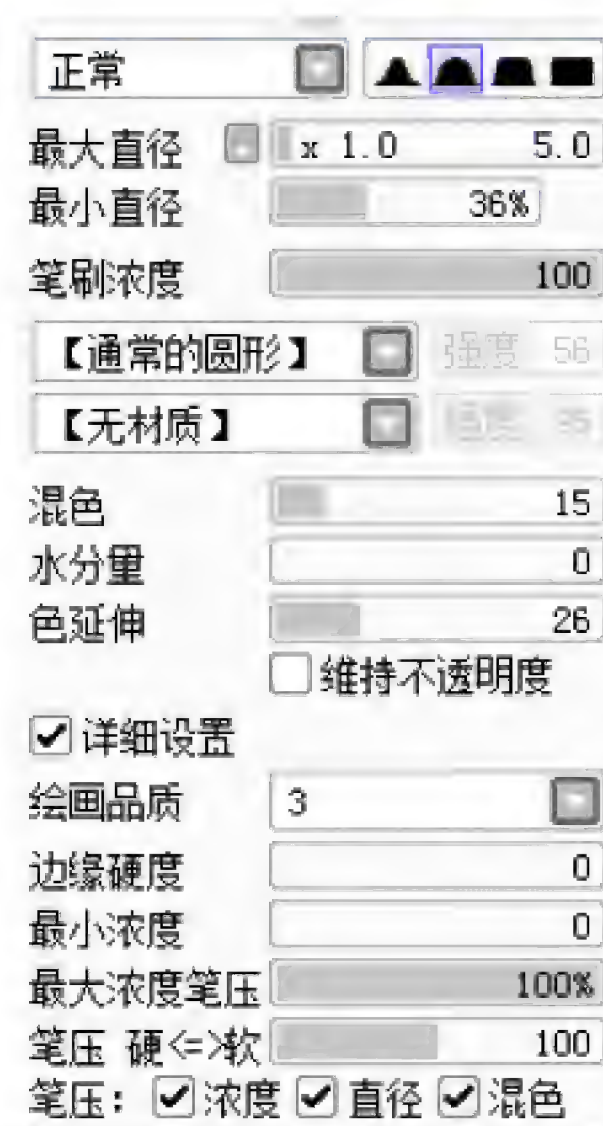 正常
最大直径 x 1.0 5.0
最小直径 36%
笔刷浓度 100
【通常的圆形】 强度 56
【无材质】 强度 95
混色 15
水分量 0
色延伸 26
维持不透明度
详细设置
绘画品质 3
边缘硬度 0
最小浓度 0
最大浓度笔压 100%
笔压 硬<=>软 100
笔压: 浓度 直径 混色